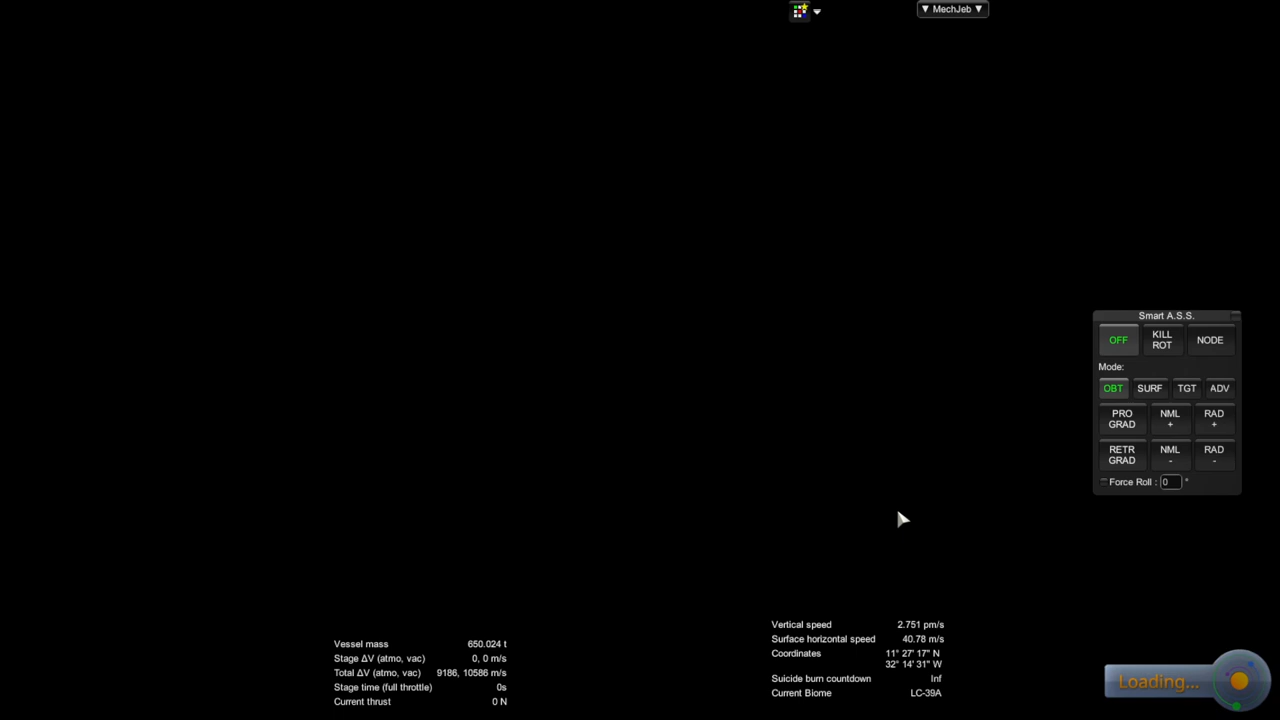 ▼ MechJeb ▼
Smart A.S.S.
OFF
KILL
ROT
NODE
Mode:
OBT SURF TGT ADV
PRO
GRAD
NML
+
RAD
+
RETR
GRAD
NML
-
RAD
-
Force Roll : 0 °
Vertical speed 2.751 pm/s
Surface horizontal speed 40.78 m/s
Coordinates 11° 27' 17" N
32° 14' 31" W
Suicide burn countdown Inf
Current Biome LC-39A
Vessel mass 650.024 t
Stage ΔV (atmo, vac) 0, 0 m/s
Total ΔV (atmo, vac) 9186, 10586 m/s
Stage time (full throttle) 0s
Current thrust 0 N
Loading...